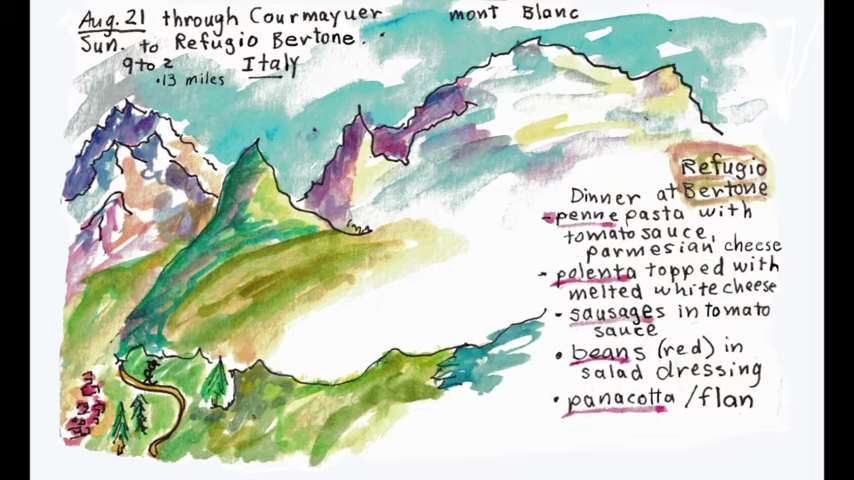 Aug. 21 through Courmayuer
Sun. to Refugio Bertone.
9 to 2 Italy
.13 miles
mont Blanc
Refugio
Dinner at Bertone
- penne pasta with
tomato sauce,
parmesian cheese
- polenta topped with
melted white cheese
- sausages in tomato
sauce
• beans (red) in
salad dressing
• panacotta / flan